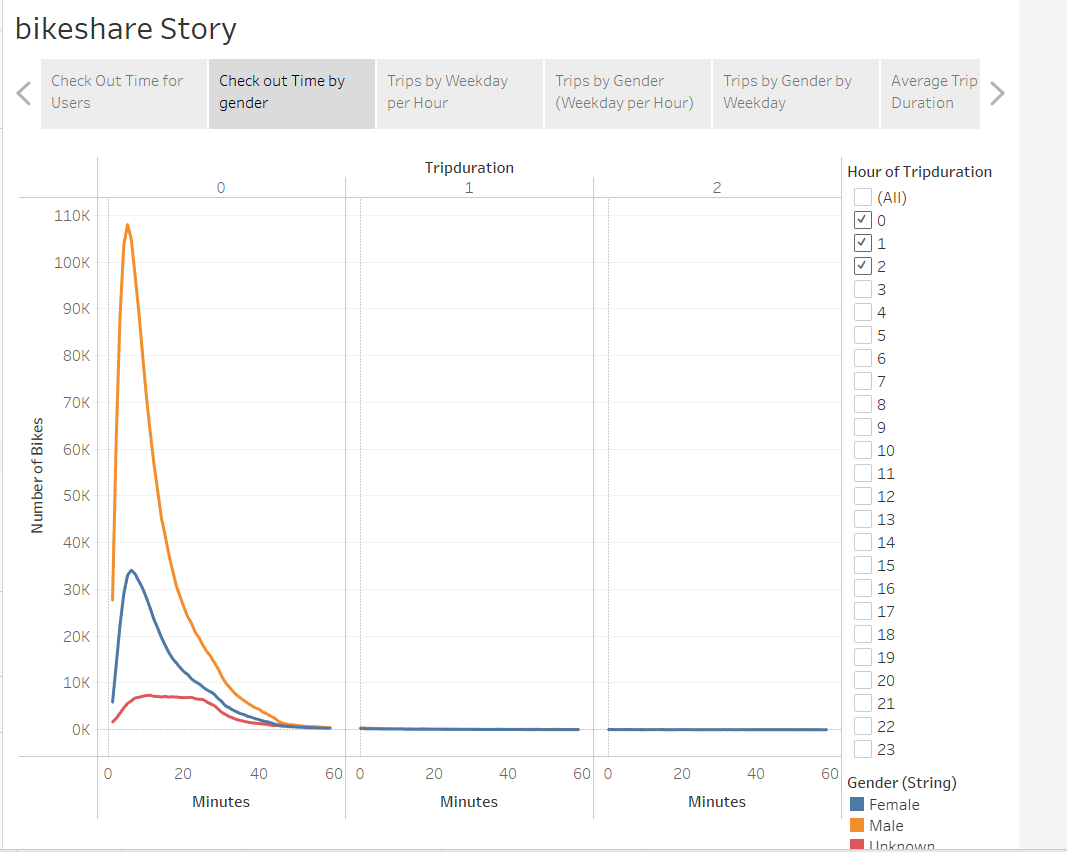 bikeshare Story
Check Out Time for
Users
Check out Time by
gender
Trips by Weekday
per Hour
Trips by Gender
(Weekday per Hour)
Trips by Gender by
Weekday
Average Trip
Duration
Tripduration
0
1
2
110K
100K
90K
80K
70K
60K
50K
40K
30K
20K
10K
0K
Number of Bikes
0 20 40 60
0 20 40 60
0 20 40 60
Minutes
Minutes
Minutes
Hour of Tripduration
(All)
0
1
2
3
4
5
6
7
8
9
10
11
12
13
14
15
16
17
18
19
20
21
22
23
Gender (String)
Female
Male
Unknown